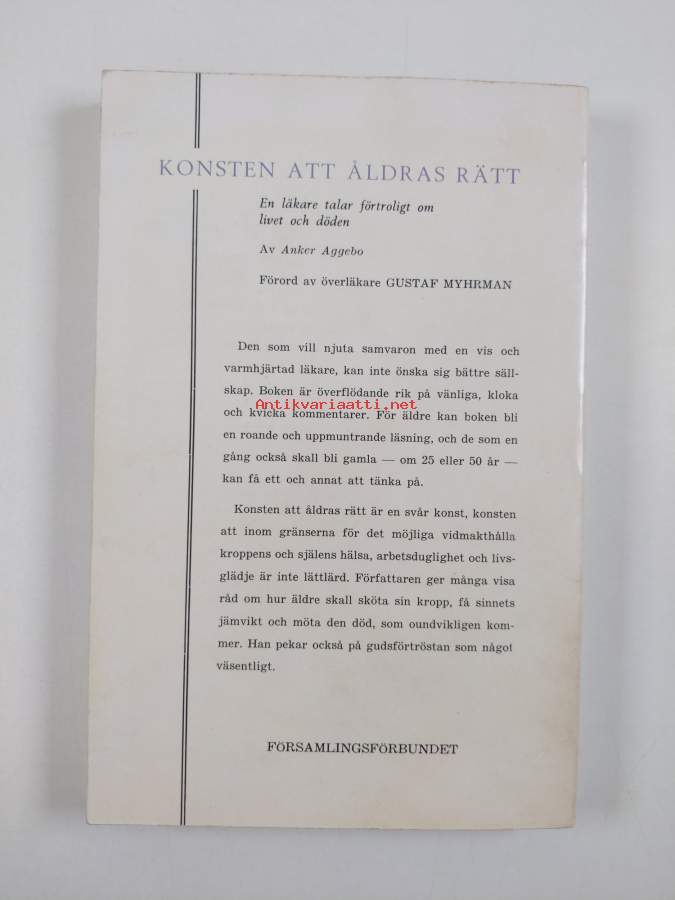 KONSTEN ATT ÅLDRAS RÄTT
En läkare talar förtroligt om
livet och döden
Av Anker Aggebo
Förord av överläkare GUSTAF MYHRMAN
Den som vill njuta samvaron med en vis och
varmhjärtad läkare, kan inte önska sig bättre säll-
skap. Boken är överflödande rik på vänliga, kloka
Antikvariaatti.net
och kvicka kommentarer. För äldre kan boken bli
en roande och uppmuntrande läsning, och de som en
gång också skall bli gamla — om 25 eller 50 år —
kan få ett och annat att tänka på.
Konsten att åldras rätt är en svår konst, konsten
att inom gränserna för det möjliga vidmakthålla
kroppens och själens hälsa, arbetsduglighet och livs-
glädje är inte lättlärd. Författaren ger många visa
råd om hur äldre skall sköta sin kropp, få sinnets
jämvikt och möta den död, som oundvikligen kom-
mer. Han pekar också på gudsförtröstan som något
väsentligt.
FÖRSAMLINGSFÖRBUNDET